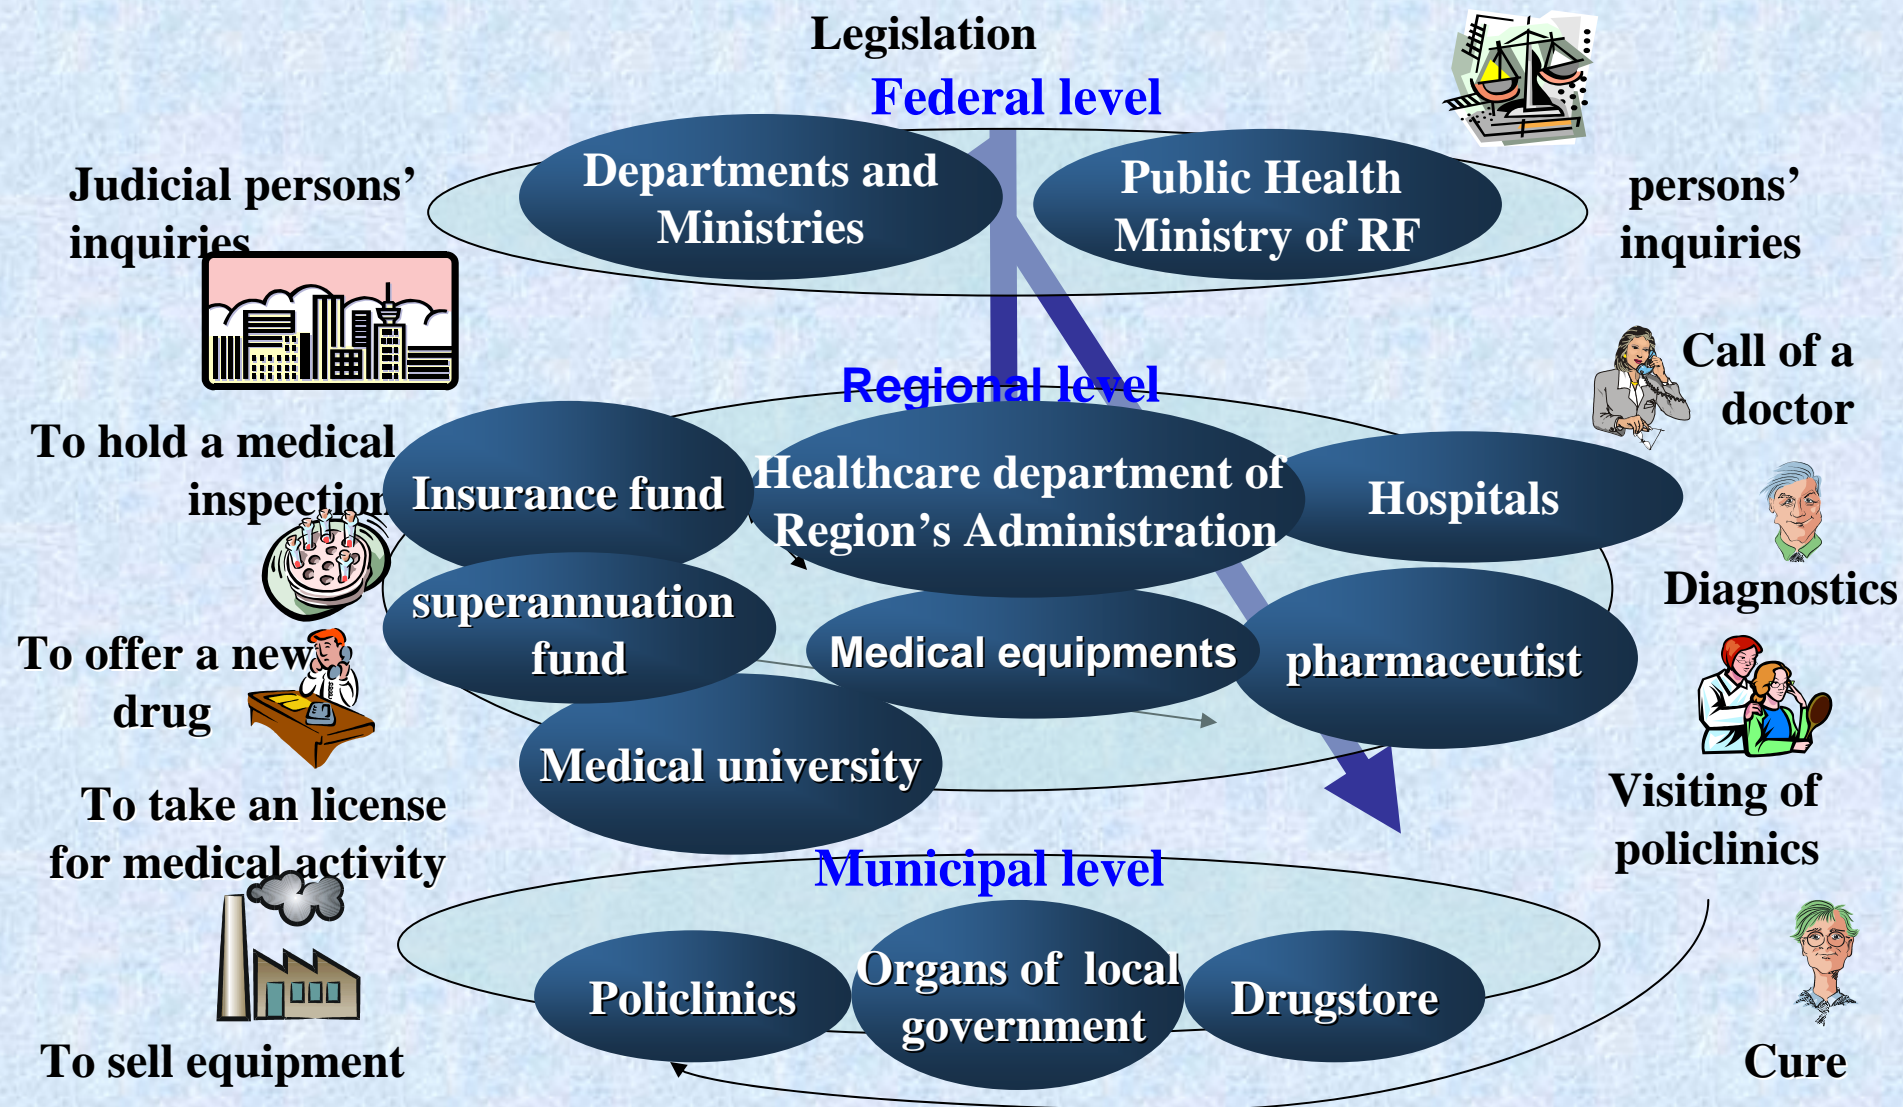 Legislation
Federal level
Departments and
Ministries
Public Health
Ministry of RF
Judicial persons’
inquiries
persons’
inquiries
Call of a
doctor
Regional level
To hold a medical
inspection
Insurance fund
Healthcare department of
Region’s Administration
Hospitals
Diagnostics
superannuation
fund
Medical equipments
pharmaceutist
To offer a new
drug
Medical university
To take an license
for medical activity
Visiting of
policlinics
Municipal level
Policlinics
Organs of local
government
Drugstore
To sell equipment
Cure